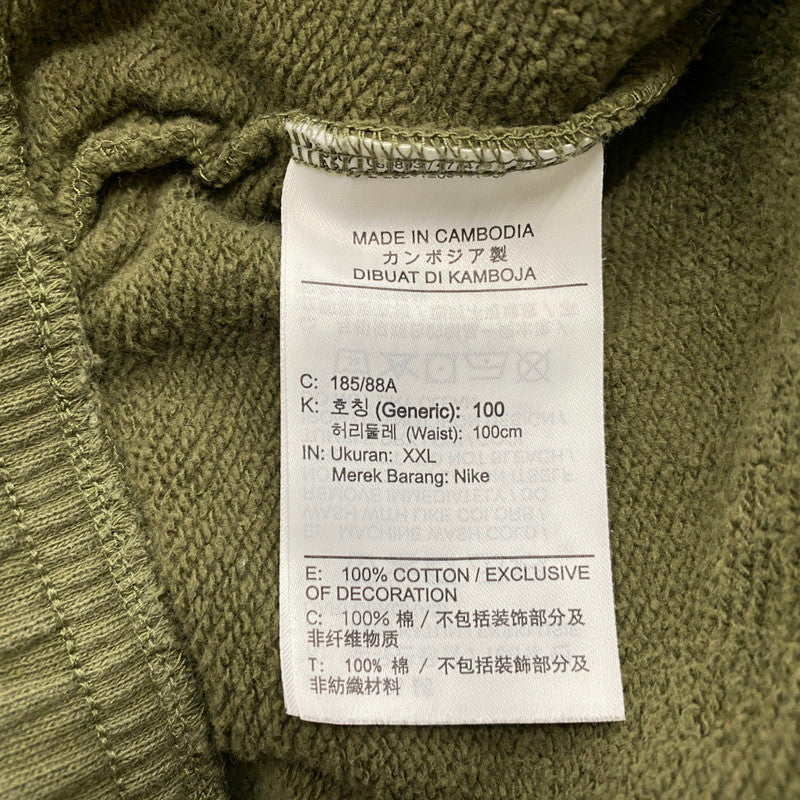 MADE IN CAMBODIA
カンボジア製
DIBUAT DI KAMBOJA
C: 185/88A
K: 호칭 (Generic): 100
허리둘레 (Waist): 100cm
IN: Ukuran: XXL
Merek Barang: Nike
E: 100% COTTON / EXCLUSIVE
OF DECORATION
C: 100% 棉 / 不包括装饰部分及
非纤维物质
T: 100% 棉 / 不包括裝飾部分及
非紡織材料